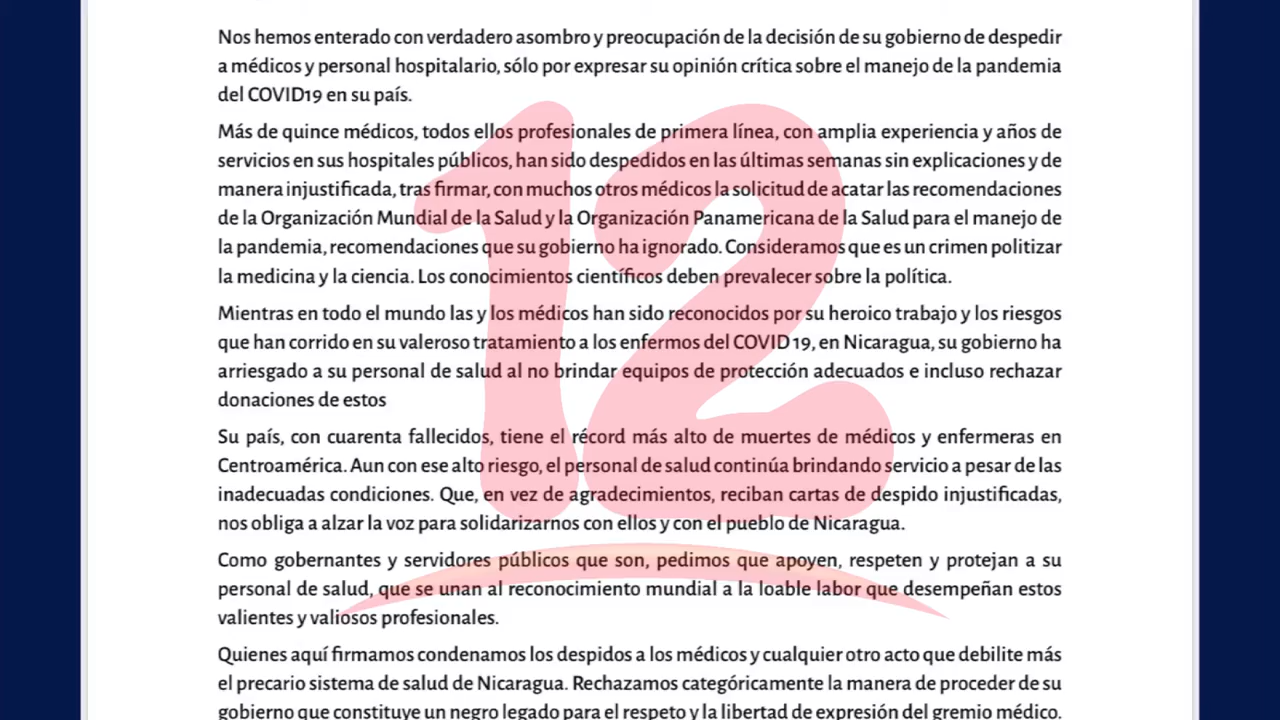 Nos hemos enterado con verdadero asombro y preocupación de la decisión de su gobierno de despedir
a médicos y personal hospitalario, sólo por expresar su opinión crítica sobre el manejo de la pandemia
del COVID19 en su país.
Más de quince médicos, todos ellos profesionales de primera línea, con amplia experiencia y años de
servicios en sus hospitales públicos, han sido despedidos en las últimas semanas sin explicaciones y de
manera injustificada, tras firmar, con muchos otros médicos la solicitud de acatar las recomendaciones
de la Organización Mundial de la Salud y la Organización Panamericana de la Salud para el manejo de
la pandemia, recomendaciones que su gobierno ha ignorado. Consideramos que es un crimen politizar
la medicina y la ciencia. Los conocimientos científicos deben prevalecer sobre la política.
Mientras en todo el mundo las y los médicos han sido reconocidos por su heroico trabajo y los riesgos
que han corrido en su valeroso tratamiento a los enfermos del COVID 19, en Nicaragua, su gobierno ha
arriesgado a su personal de salud al no brindar equipos de protección adecuados e incluso rechazar
donaciones de estos
Su país, con cuarenta fallecidos, tiene el récord más alto de muertes de médicos y enfermeras en
Centroamérica. Aun con ese alto riesgo, el personal de salud continúa brindando servicio a pesar de las
inadecuadas condiciones. Que, en vez de agradecimientos, reciban cartas de despido injustificadas,
nos obliga a alzar la voz para solidarizarnos con ellos y con el pueblo de Nicaragua.
Como gobernantes y servidores públicos que son, pedimos que apoyen, respeten y protejan a su
personal de salud, que se unan al reconocimiento mundial a la loable labor que desempeñan estos
valientes y valiosos profesionales.
Quienes aquí firmamos condenamos los despidos a los médicos y cualquier otro acto que debilite más
el precario sistema de salud de Nicaragua. Rechazamos categóricamente la manera de proceder de su
gobierno que constituye un negro legado para el respeto y la libertad de expresión del gremio médico.
12